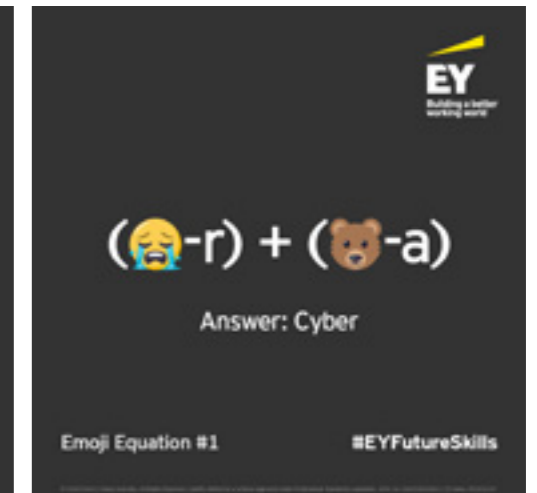 EY
Building a better
working world
(😭-r) + (🐻-a)
Answer: Cyber
Emoji Equation #1
#EYFutureSkills